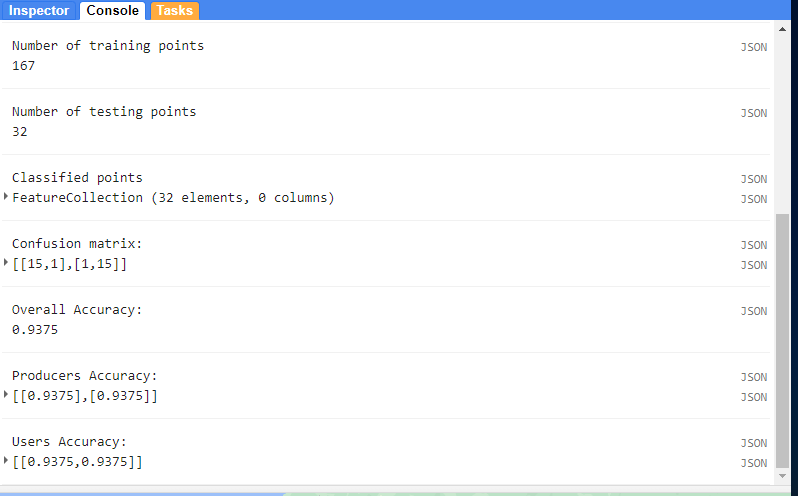 Inspector Console Tasks
Number of training points JSON
167
Number of testing points JSON
32
Classified points JSON
FeatureCollection (32 elements, 0 columns) JSON
Confusion matrix: JSON
[[15,1],[1,15]] JSON
Overall Accuracy: JSON
0.9375
Producers Accuracy: JSON
[[0.9375],[0.9375]] JSON
Users Accuracy: JSON
[[0.9375,0.9375]] JSON